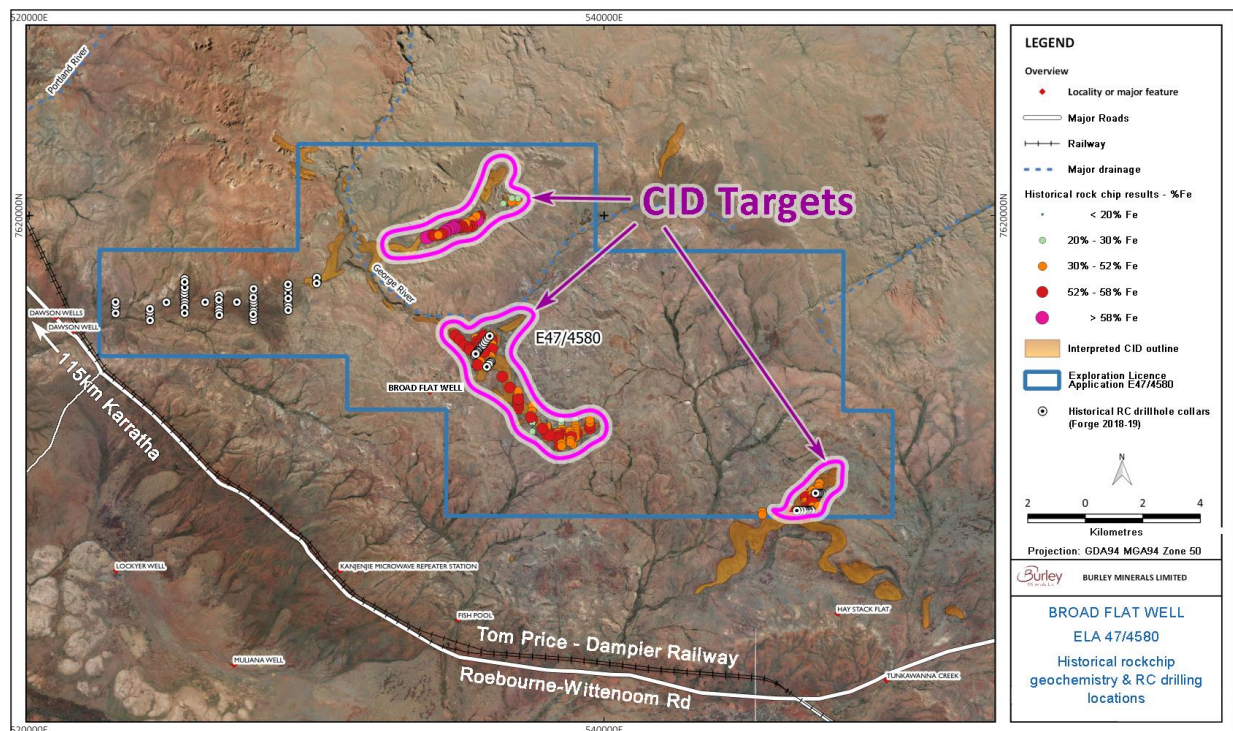 520000E
540000E
Portland River
7620000N
7620000N
CID Targets
George River
DAWSON WELLS
DAWSON WELL
E47/4580
BROAD FLAT WELL
115km Karratha
LOCKYER WELL
KANJENJIE MICROWAVE REPEATER STATION
FISH POOL
HAY STACK FLAT
Tom Price - Dampier Railway
MULIANA WELL
Roebourne-Wittenoom Rd
TUNKAWANNA CREEK
520000E
540000E
LEGEND
Overview
Locality or major feature
Major Roads
Railway
Major drainage
Historical rock chip results - %Fe
< 20% Fe
20% - 30% Fe
30% - 52% Fe
52% - 58% Fe
> 58% Fe
Interpreted CID outline
Exploration Licence
Application E47/4580
Historical RC drillhole collars
(Forge 2018-19)
N
2 0 2 4
Kilometres
Projection: GDA94 MGA94 Zone 50
Burley
Minerals Ltd
BURLEY MINERALS LIMITED
BROAD FLAT WELL
ELA 47/4580
Historical rockchip
geochemistry & RC drilling
locations